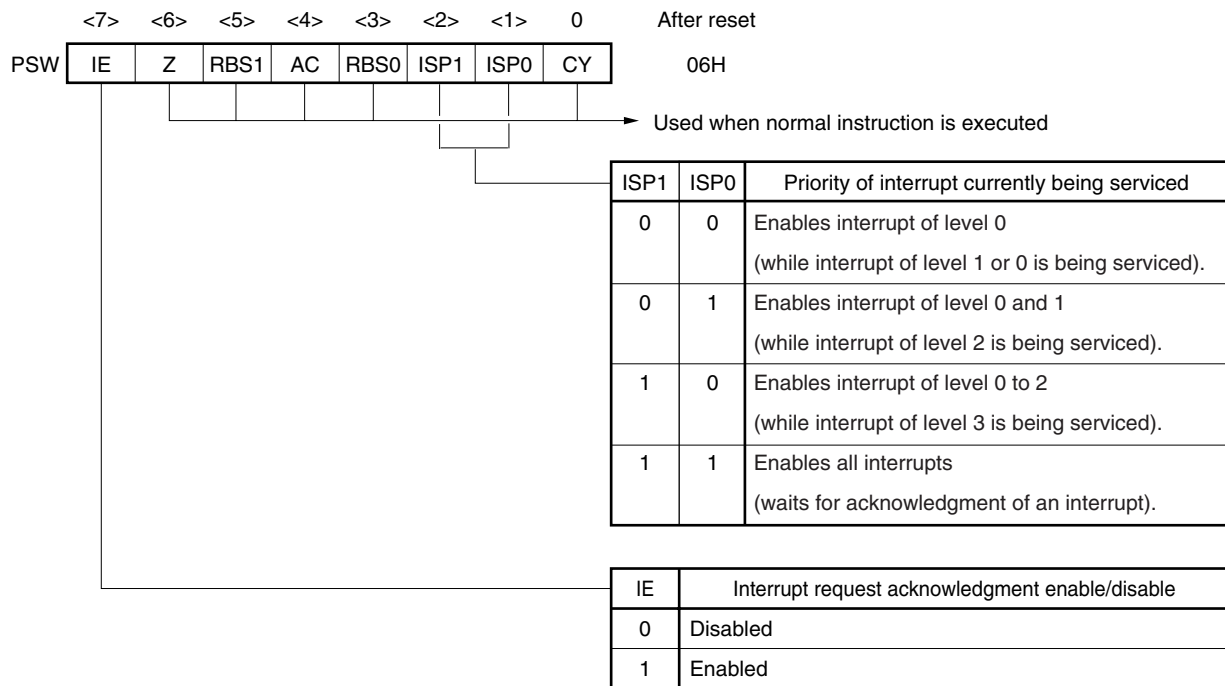 <7> <6> <5> <4> <3> <2> <1> 0 After reset
PSW IE Z RBS1 AC RBS0 ISP1 ISP0 CY 06H
Used when normal instruction is executed
ISP1 ISP0 Priority of interrupt currently being serviced
0 0 Enables interrupt of level 0
(while interrupt of level 1 or 0 is being serviced).
0 1 Enables interrupt of level 0 and 1
(while interrupt of level 2 is being serviced).
1 0 Enables interrupt of level 0 to 2
(while interrupt of level 3 is being serviced).
1 1 Enables all interrupts
(waits for acknowledgment of an interrupt).
IE Interrupt request acknowledgment enable/disable
0 Disabled
1 Enabled